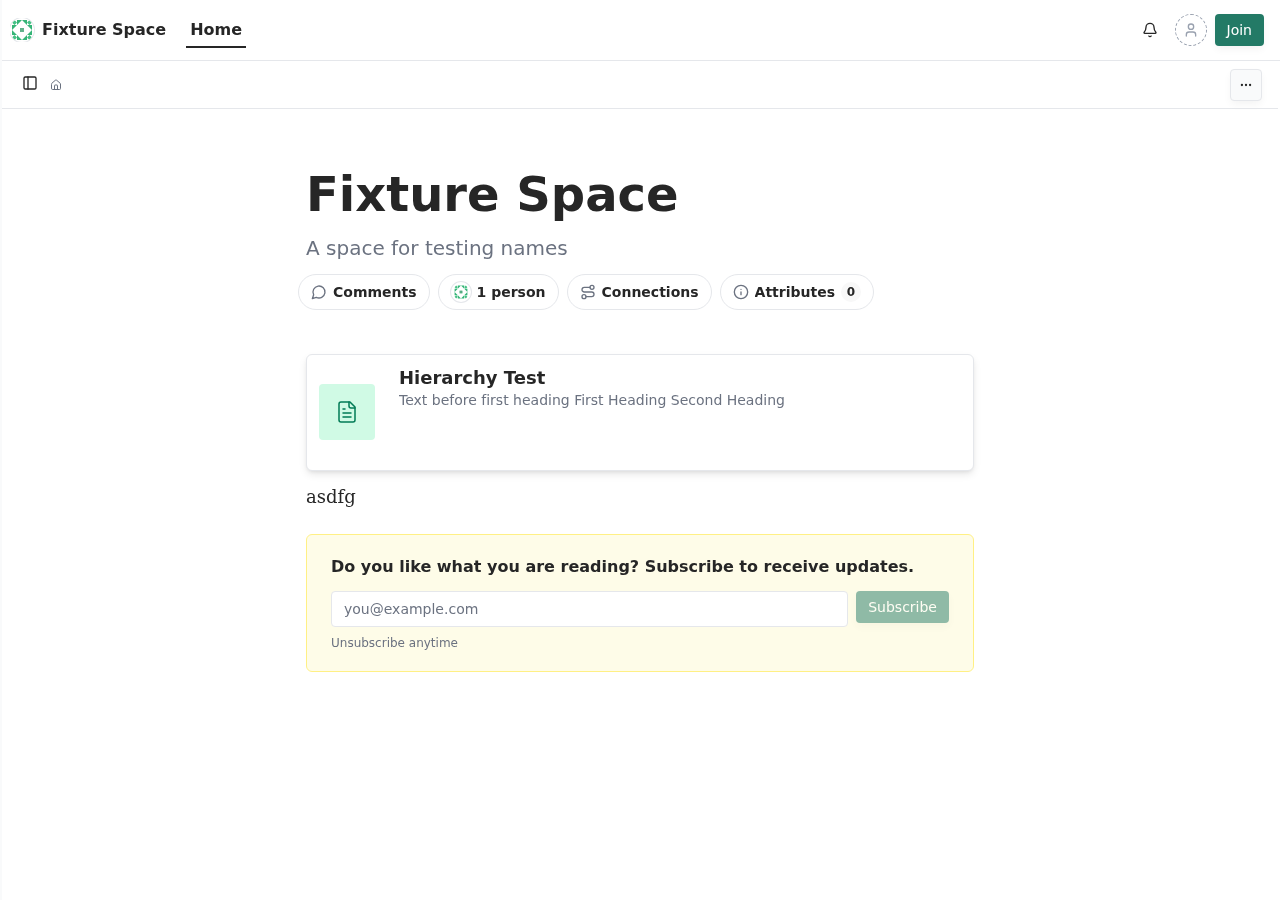 Fixture Space Home Join
Fixture Space
A space for testing names
Comments 1 person Connections Attributes 0
Hierarchy Test
Text before first heading First Heading Second Heading
asdfg
Do you like what you are reading? Subscribe to receive updates.
you@example.com Subscribe
Unsubscribe anytime